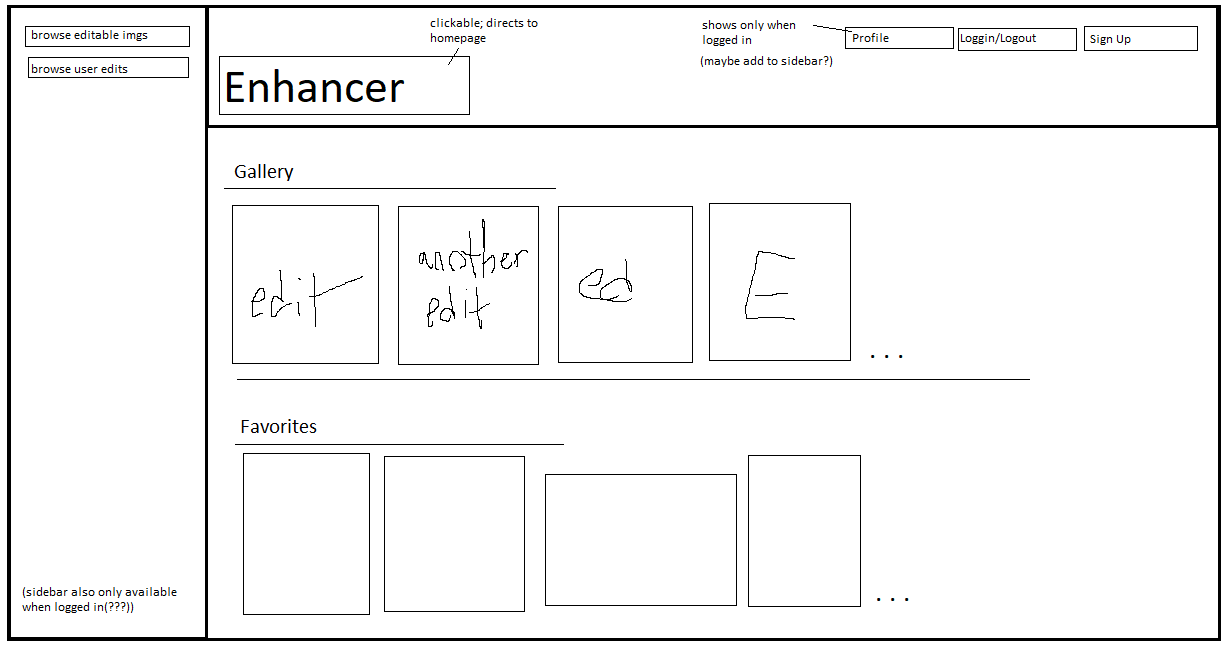 browse editable imgs
browse user edits
(sidebar also only available
when logged in(???))
clickable; directs to
homepage
Enhancer
shows only when
logged in
(maybe add to sidebar?)
Profile
Loggin/Logout
Sign Up
Gallery
edit
another
edit
ed
E
. . .
Favorites
. . .